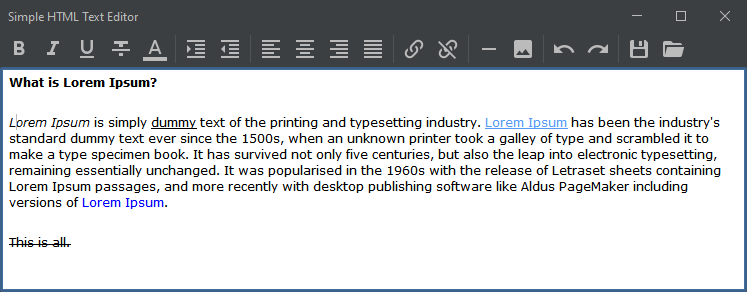 Simple HTML Text Editor
B I U T A
What is Lorem Ipsum?
Lorem Ipsum is simply dummy text of the printing and typesetting industry. Lorem Ipsum has been the industry's
standard dummy text ever since the 1500s, when an unknown printer took a galley of type and scrambled it to
make a type specimen book. It has survived not only five centuries, but also the leap into electronic typesetting,
remaining essentially unchanged. It was popularised in the 1960s with the release of Letraset sheets containing
Lorem Ipsum passages, and more recently with desktop publishing software like Aldus PageMaker including
versions of Lorem Ipsum.
This is all.